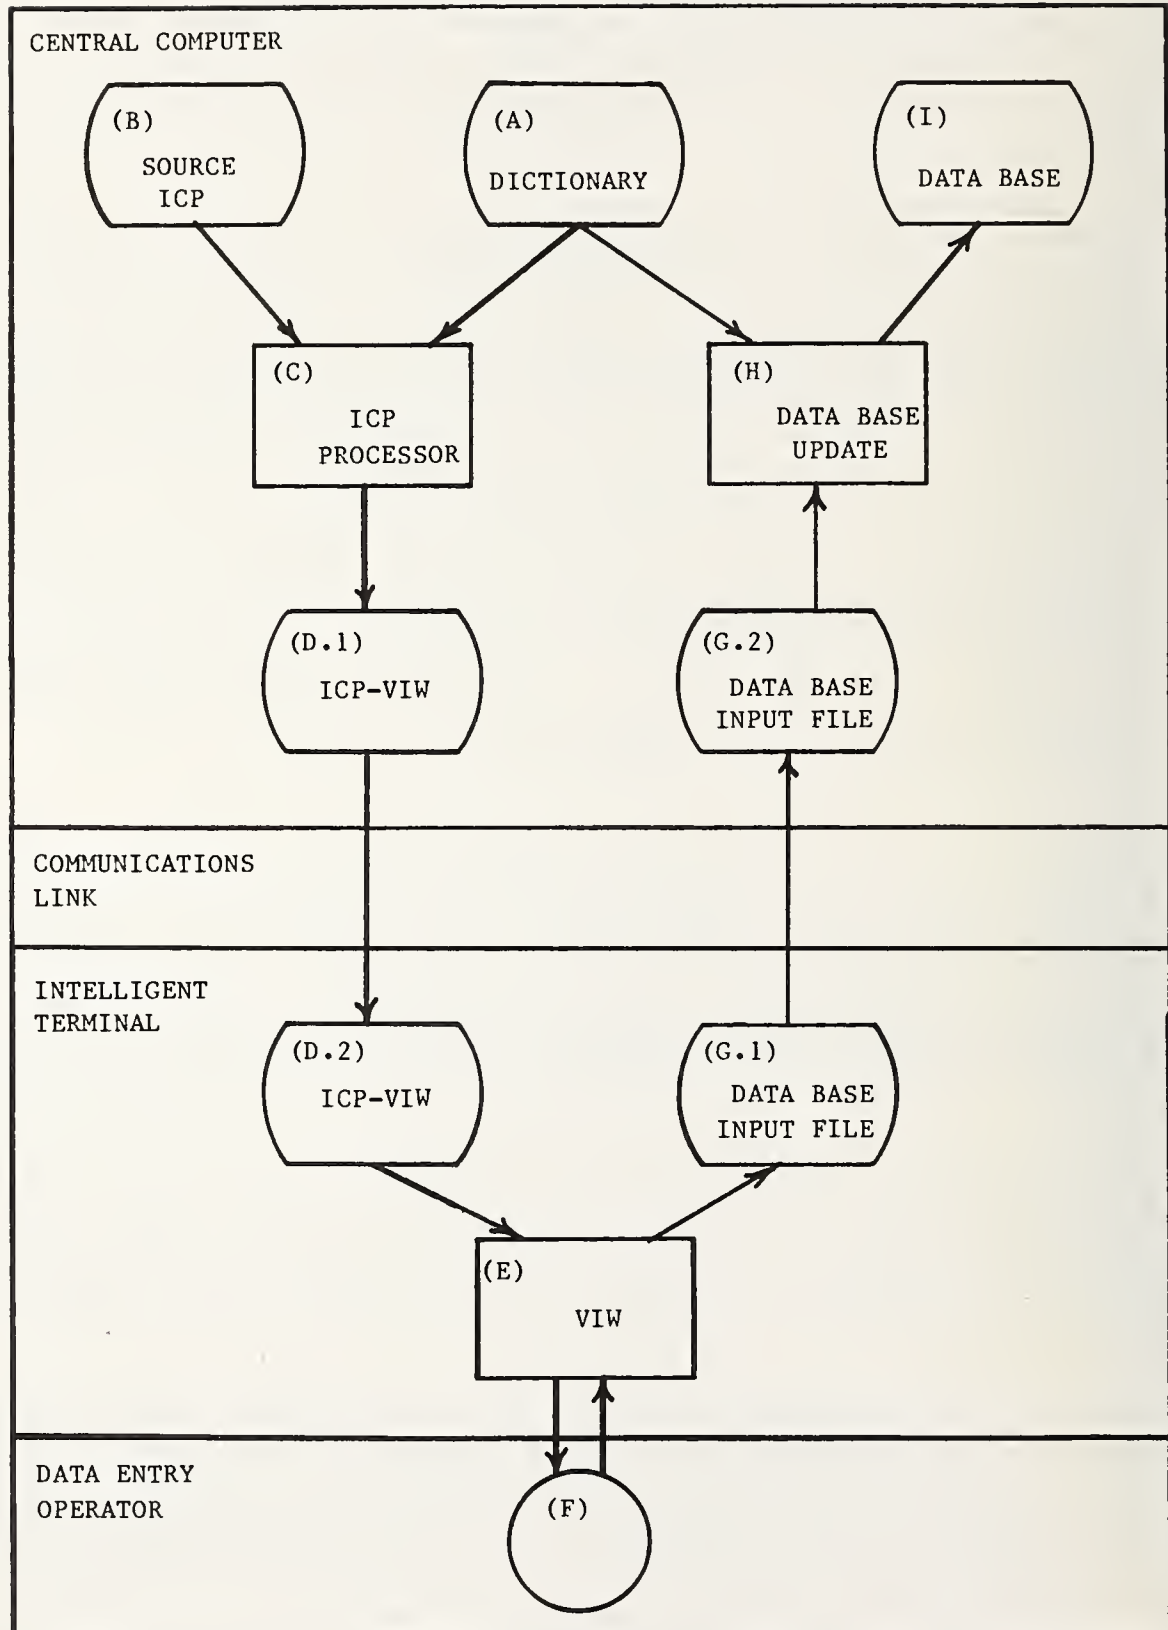 CENTRAL COMPUTER
(B)
SOURCE
ICP
(A)
DICTIONARY
(I)
DATA BASE
(C)
ICP
PROCESSOR
(H)
DATA BASE
UPDATE
(D.1)
ICP-VIW
(G.2)
DATA BASE
INPUT FILE
COMMUNICATIONS
LINK
INTELLIGENT
TERMINAL
(D.2)
ICP-VIW
(G.1)
DATA BASE
INPUT FILE
(E)
VIW
DATA ENTRY
OPERATOR
(F)